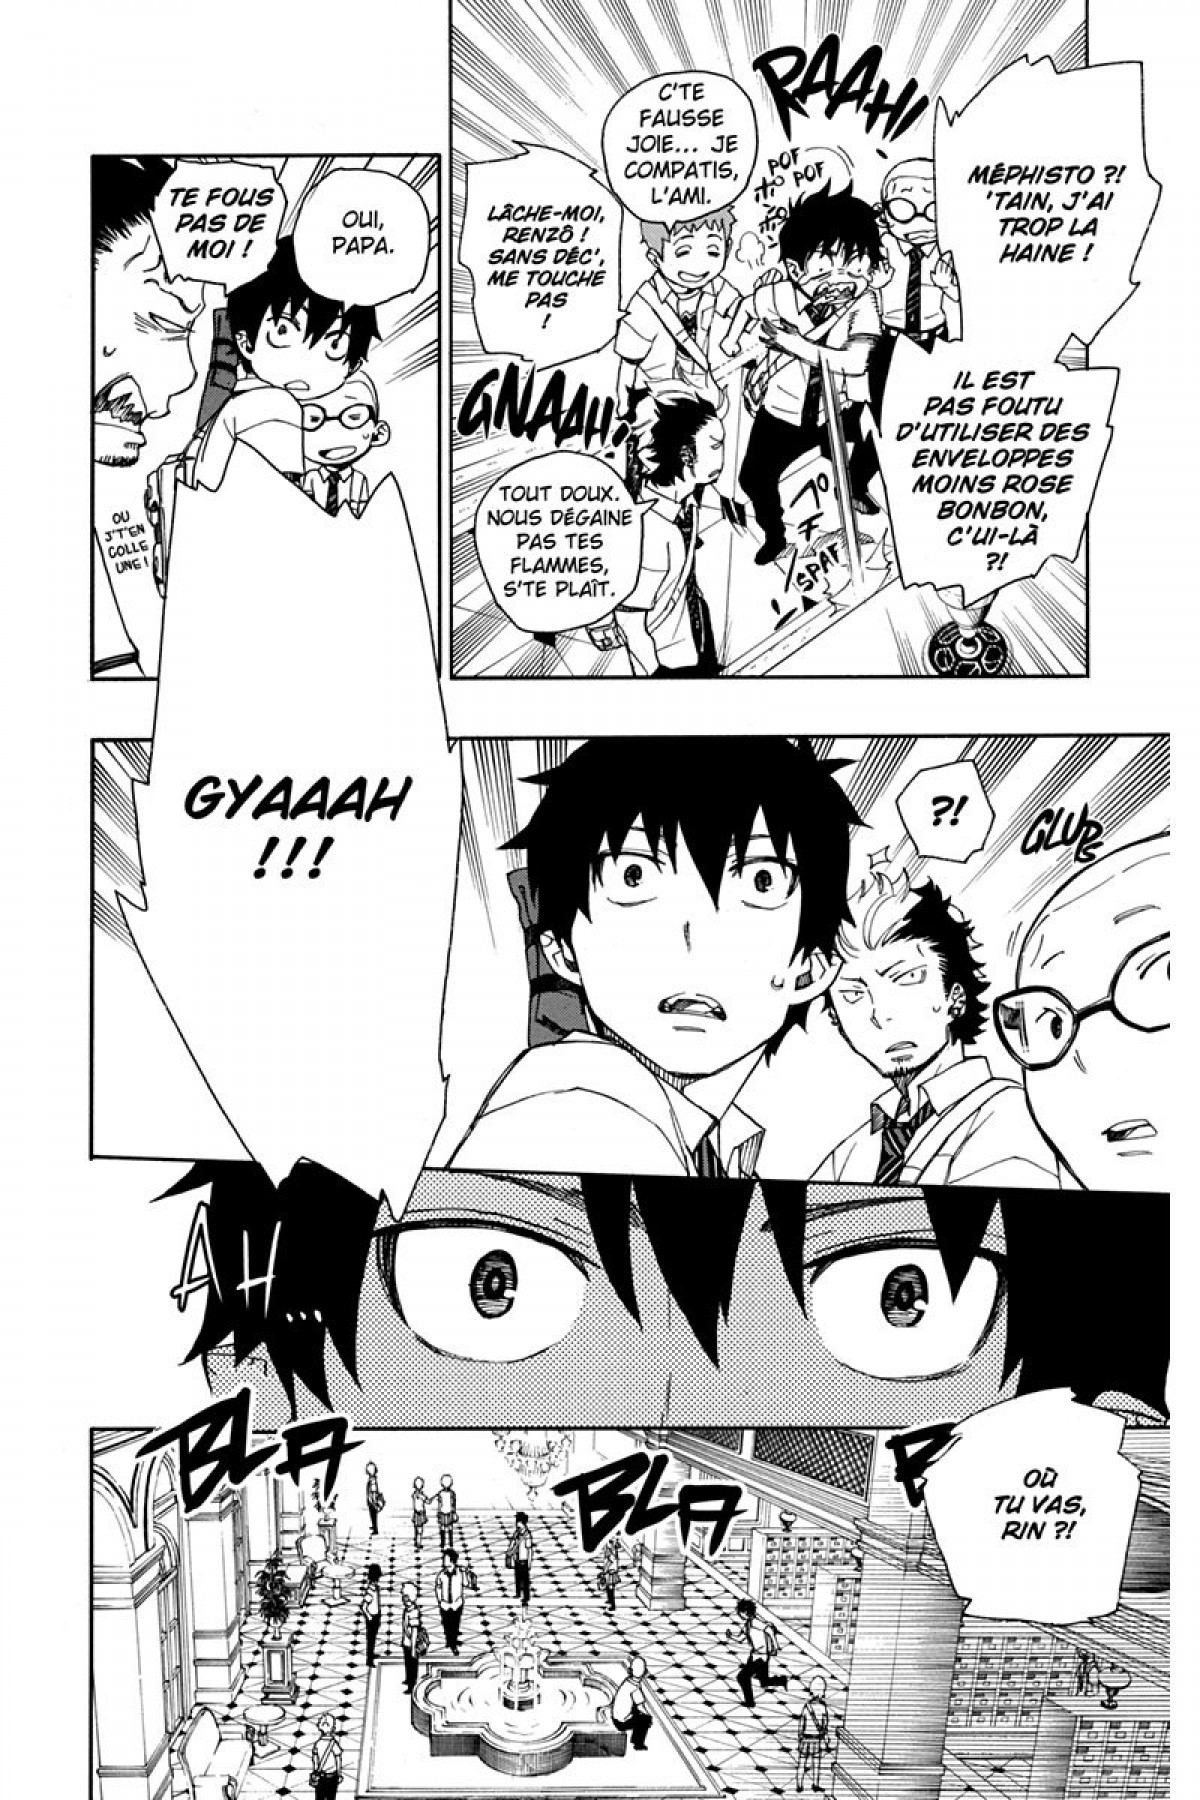 RAAH!
MÉPHISTO ?!
'TAIN, J'AI
TROP LA
HAINE !
C'TE
FAUSSE
JOIE... JE
COMPATIS,
L'AMI.
POF
POF
LÂCHE-MOI,
RENZÔ !
SANS DÉC',
ME TOUCHE
PAS
!
IL EST
PAS FOUTU
D'UTILISER DES
ENVELOPPES
MOINS ROSE
BONBON,
C'UI-LÀ
?!
GNAAAH!
TOUT DOUX.
NOUS DÉGAINE
PAS TES
FLAMMES,
S'TE PLAÎT.
SPAF
OUI,
PAPA.
TE FOUS
PAS DE
MOI !
OU
J'T'EN
COLLE
UNE !
GYAAAH
!!!
?!
GLUPS
AH...
BLA
BLA
OÙ
TU VAS,
RIN ?!